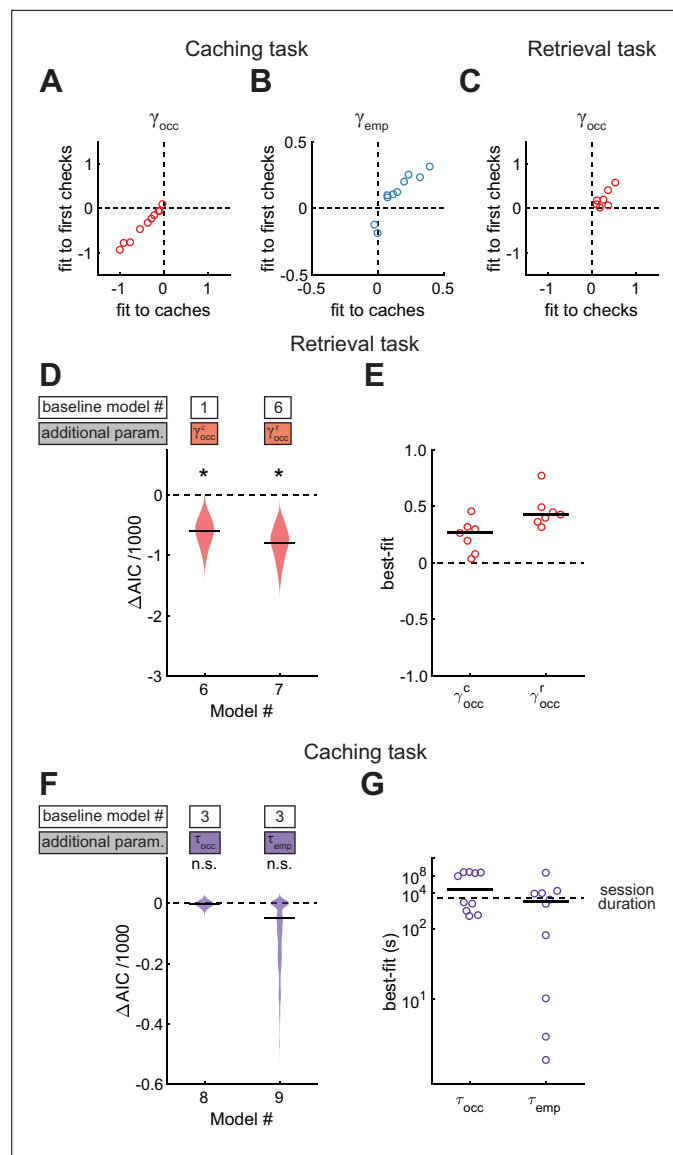 Caching task
Retrieval task
A
B
C
γocc
γemp
γocc
fit to first checks
1
0
-1
-1 0 1
fit to caches
fit to first checks
0.5
0
-0.5
-0.5 0 0.5
fit to caches
fit to first checks
1
0
-1
-1 0 1
fit to checks
Retrieval task
D
E
baseline model # 1 6
additional param. γ^c_occ γ^r_occ
* *
ΔAIC /1000
0
-1
-2
-3
6 7
Model #
best-fit
1.0
0.5
0
-0.5
-1.0
γ^c_occ γ^r_occ
Caching task
F
G
baseline model # 3 3
additional param. τocc τemp
n.s. n.s.
ΔAIC /1000
0
-0.2
-0.4
-0.6
8 9
Model #
best-fit (s)
10^8
10^4
10^2
10^1
session
duration
τocc τemp